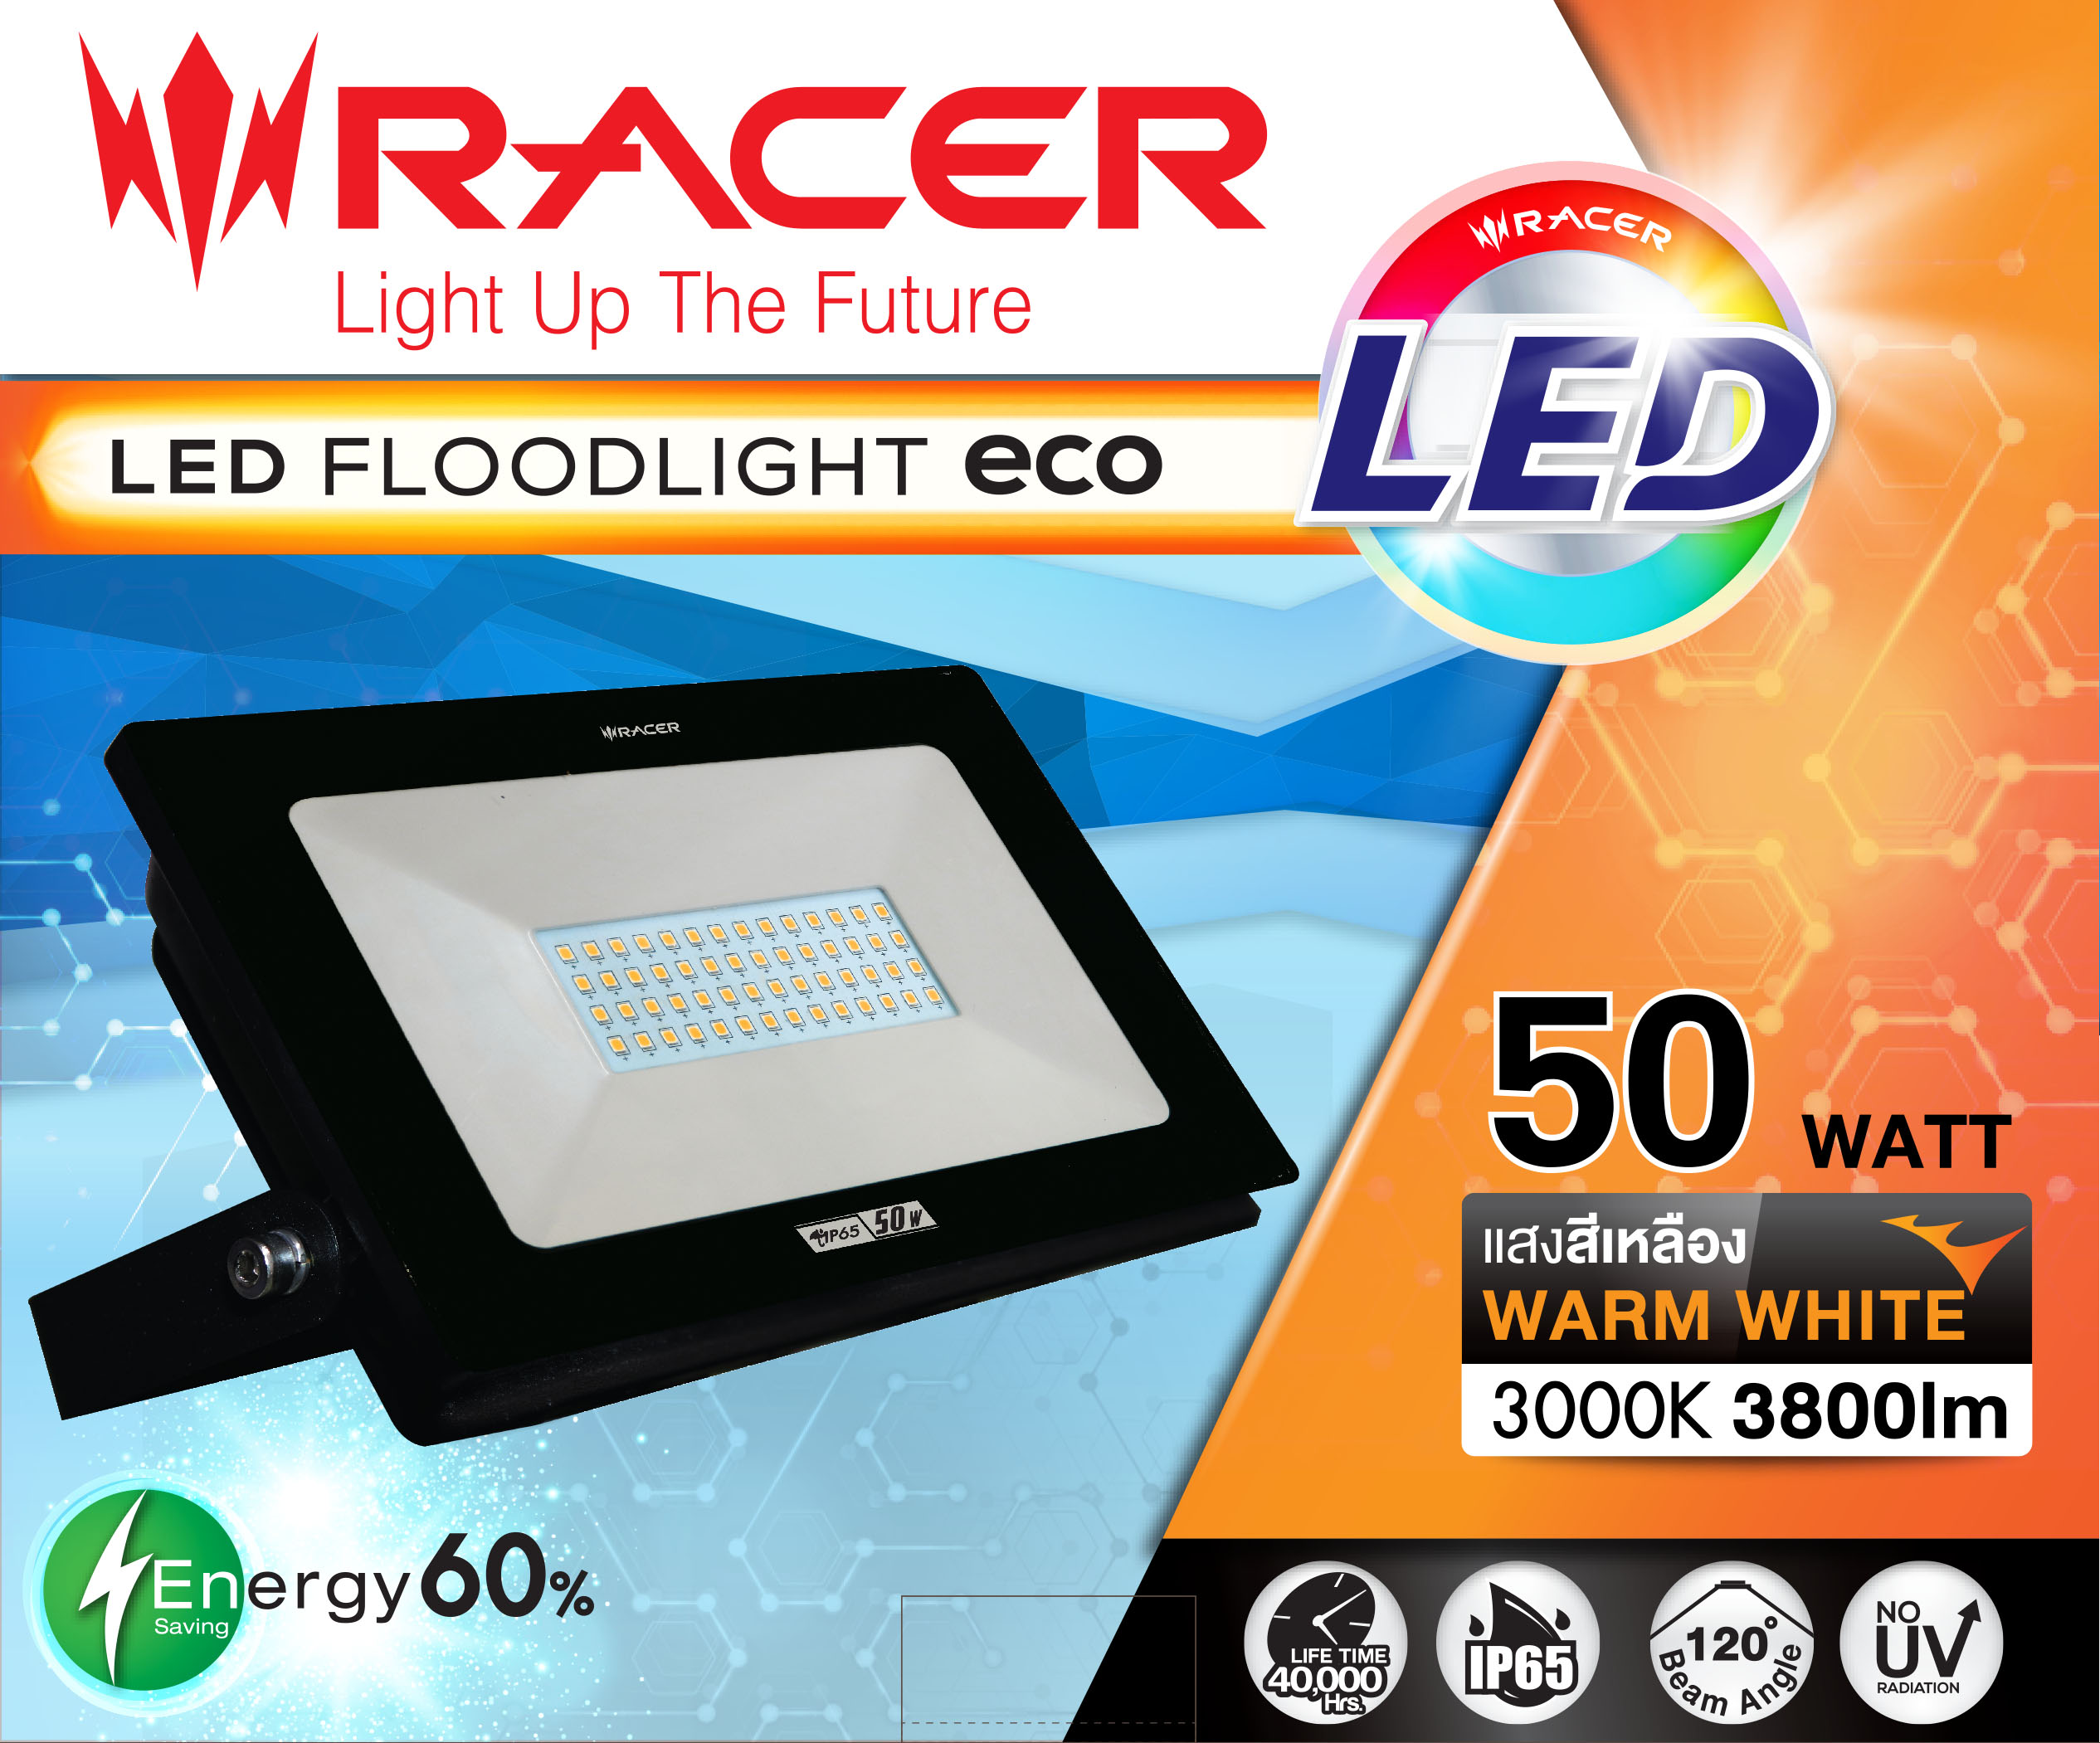 RACER
Light Up The Future
RACER
LED
LED FLOODLIGHT eco
RACER
IP65 50W
50 WATT
แสงสีเหลือง
WARM WHITE
3000K 3800lm
Energy 60%
Saving
LIFE TIME
40,000
Hrs.
IP65
120°
Beam Angle
NO
UV
RADIATION